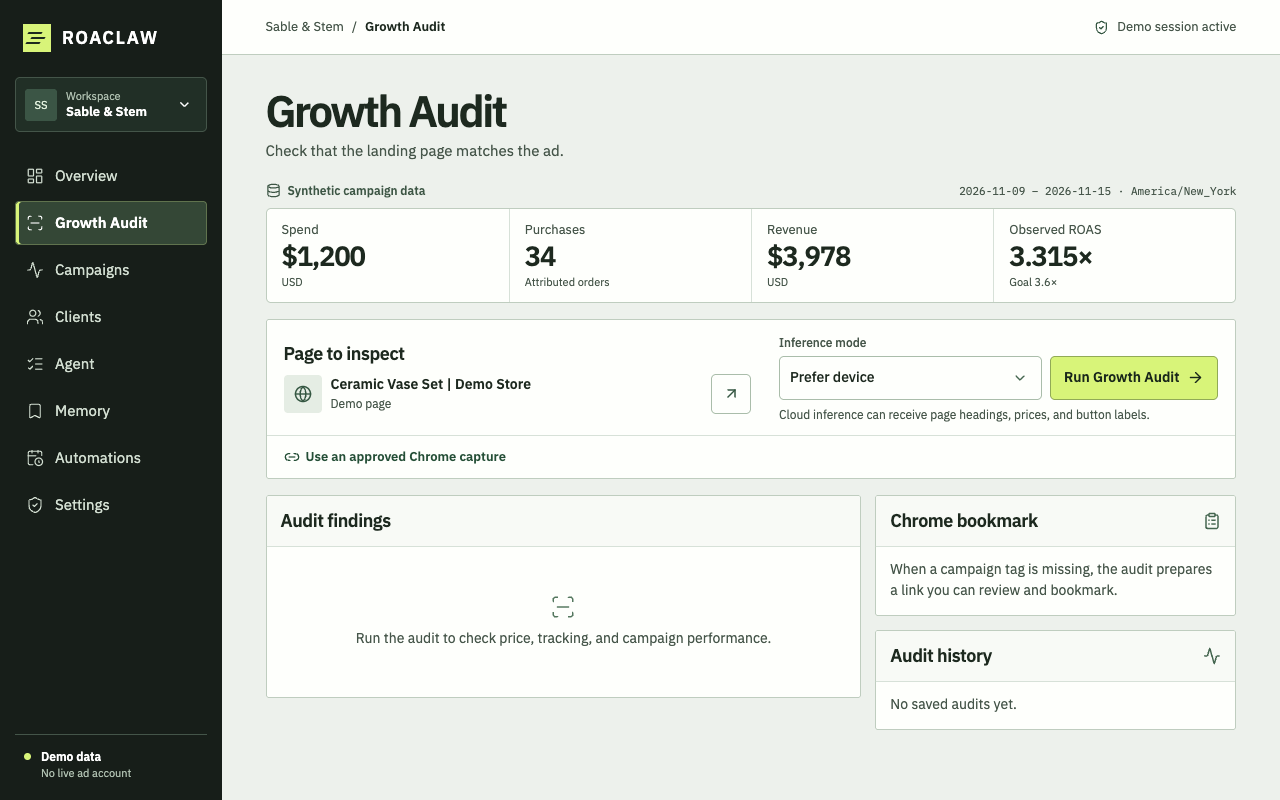 ROACLAW
SS
Workspace
Sable & Stem
Overview
Growth Audit
Campaigns
Clients
Agent
Memory
Automations
Settings
Demo data
No live ad account
Sable & Stem / Growth Audit
Demo session active
Growth Audit
Check that the landing page matches the ad.
Synthetic campaign data
2026-11-09 – 2026-11-15 · America/New_York
Spend
$1,200
USD
Purchases
34
Attributed orders
Revenue
$3,978
USD
Observed ROAS
3.315×
Goal 3.6×
Page to inspect
Ceramic Vase Set | Demo Store
Demo page
Inference mode
Prefer device
Run Growth Audit
Cloud inference can receive page headings, prices, and button labels.
Use an approved Chrome capture
Audit findings
Run the audit to check price, tracking, and campaign performance.
Chrome bookmark
When a campaign tag is missing, the audit prepares
a link you can review and bookmark.
Audit history
No saved audits yet.